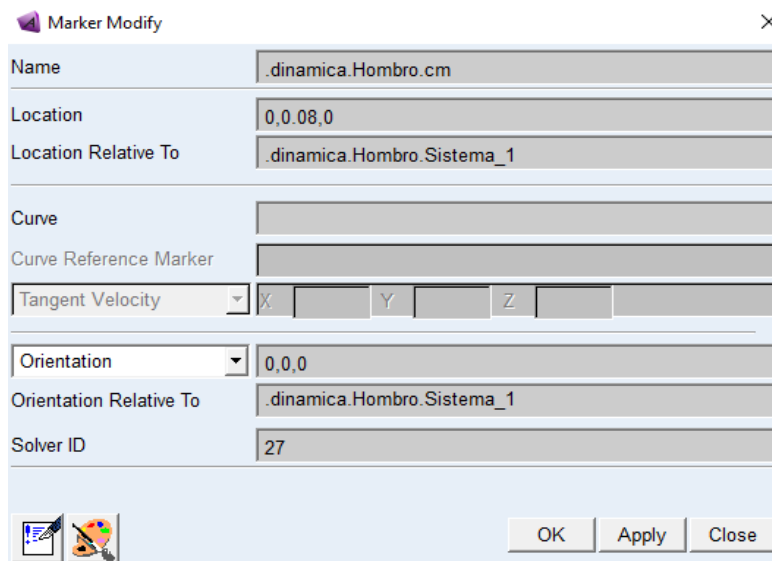 Marker Modify
Name .dinamica.Hombro.cm
Location 0,0.08,0
Location Relative To .dinamica.Hombro.Sistema_1
Curve
Curve Reference Marker
Tangent Velocity X Y Z
Orientation 0,0,0
Orientation Relative To .dinamica.Hombro.Sistema_1
Solver ID 27
OK Apply Close